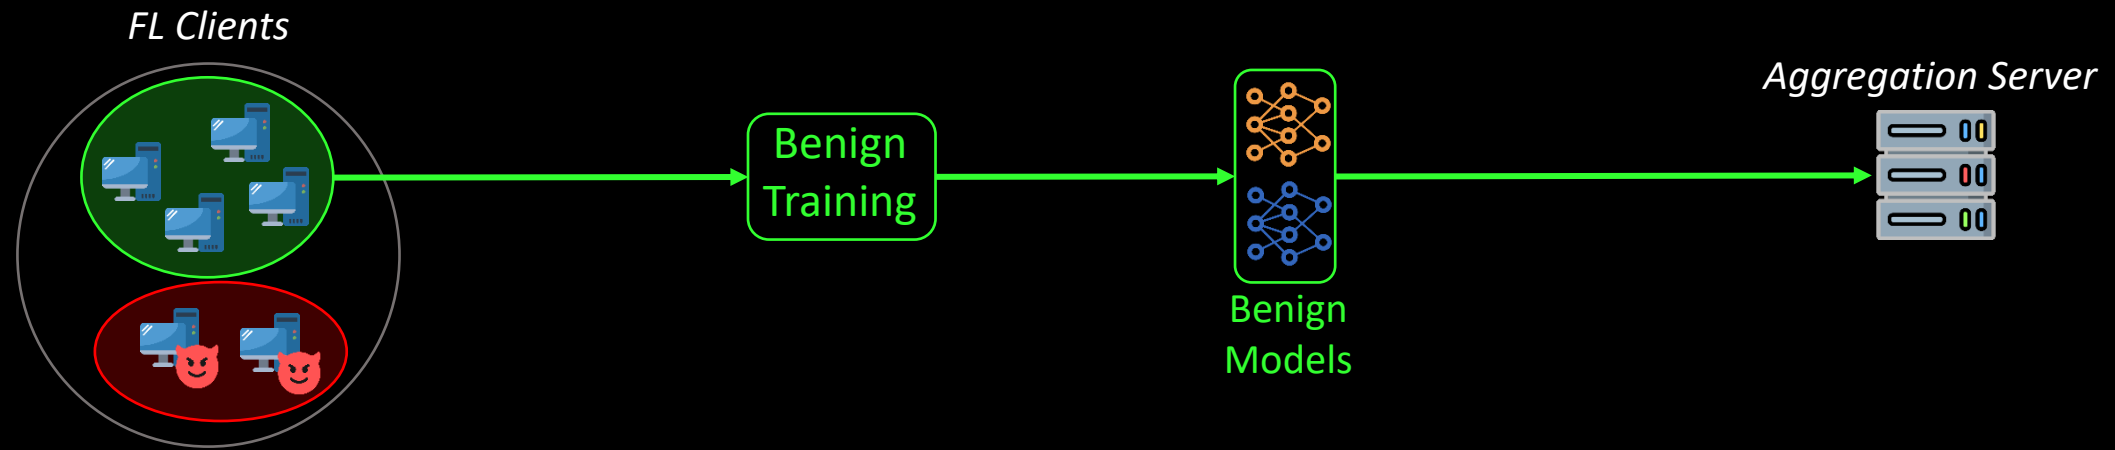 FL Clients
Aggregation Server
Benign
Training
Benign
Models